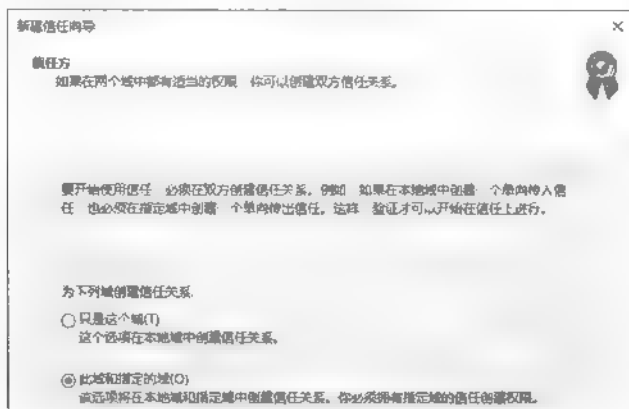 新建信任向导
信任方
如果在两个域中都有适当的权限 你可以创建双方信任关系。
要开始使用信任 必须在双方创建信任关系。例如 如果在本地域中创建一个单向传入信
任 也必须在指定域中创建一个单向传出信任。这样 验证才可以开始在信任上进行。
为下列域创建信任关系
只是这个域(T)
这个选项在本地域中创建信任关系。
此域和指定的域(O)
该选项将在本地域和指定域中创建信任关系。你必须拥有指定域的信任创建权限。